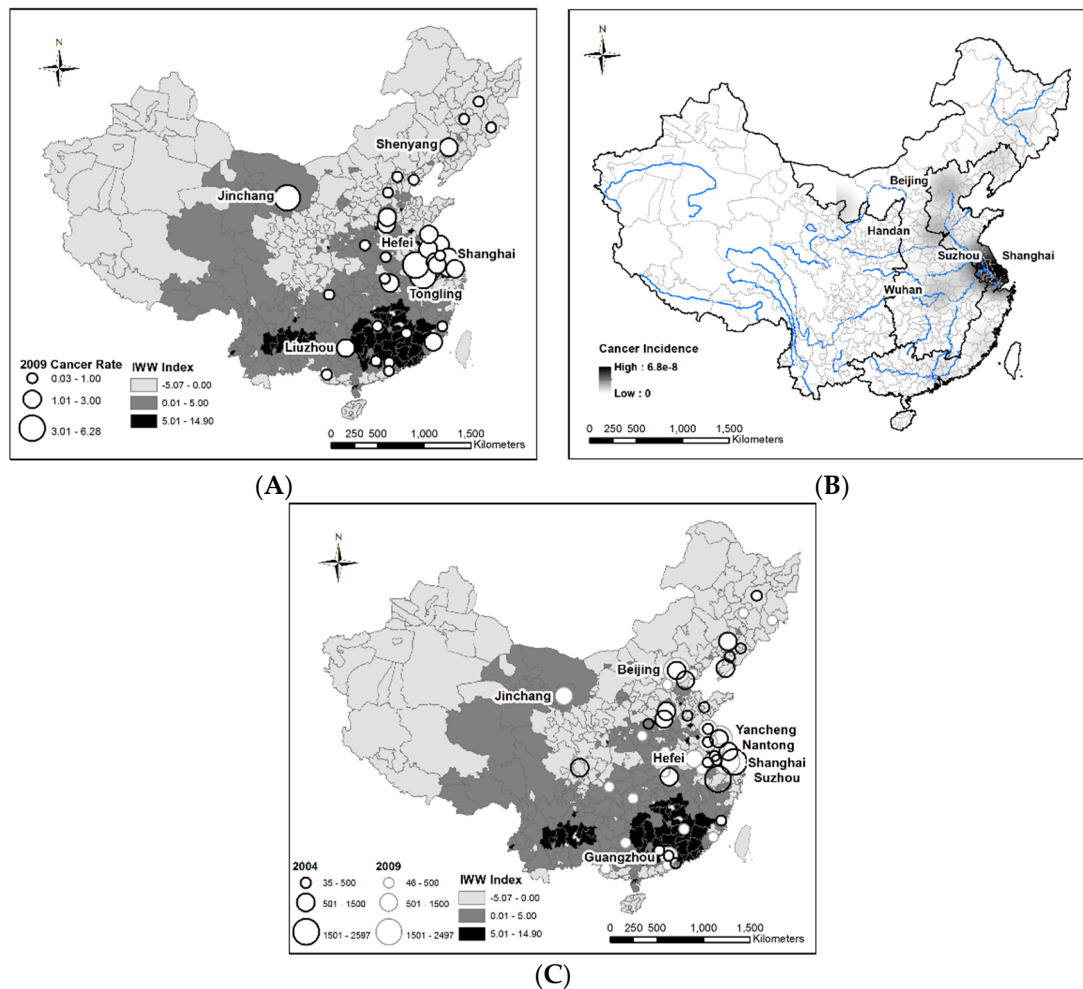 N
Shenyang
Jinchang
Hefei
Shanghai
Tongling
Liuzhou
2009 Cancer Rate
0.03 - 1.00
1.01 - 3.00
3.01 - 6.28
IWW Index
-5.07 - 0.00
0.01 - 5.00
5.01 - 14.90
0 250 500 1,000 1,500
Kilometers
(A)
N
Beijing
Handan
Suzhou
Shanghai
Wuhan
Cancer Incidence
High : 6.8e-8
Low : 0
0 250 500 1,000 1,500
Kilometers
(B)
N
Beijing
Jinchang
Yancheng
Nantong
Hefei
Shanghai
Suzhou
Guangzhou
2004
35 - 500
501 - 1500
1501 - 2597
2009
46 - 500
501 - 1500
1501 - 2497
IWW Index
-5.07 - 0.00
0.01 - 5.00
5.01 - 14.90
0 250 500 1,000 1,500
Kilometers
(C)